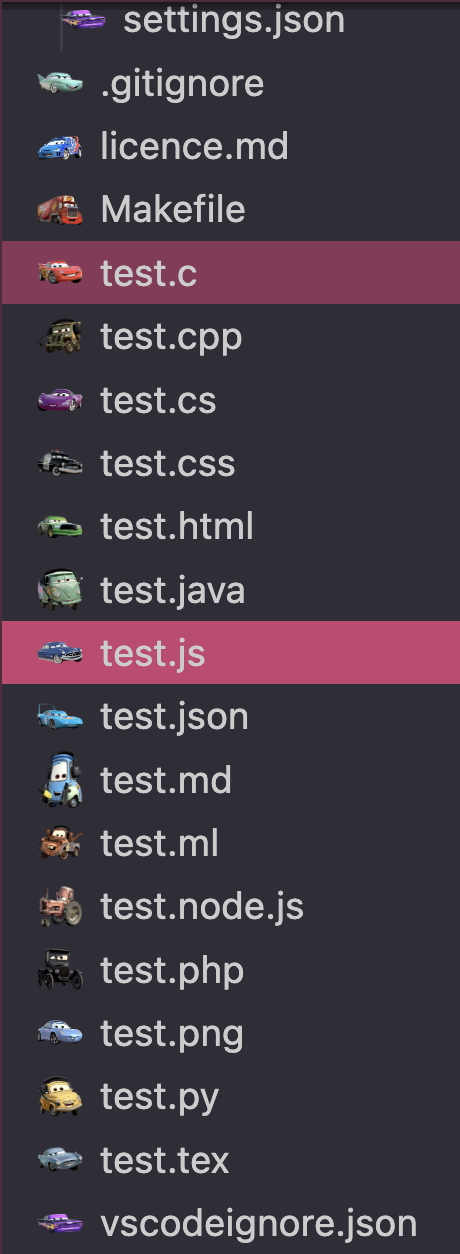 settings.json
.gitignore
licence.md
Makefile
test.c
test.cpp
test.cs
test.css
test.html
test.java
test.js
test.json
test.md
test.ml
test.node.js
test.php
test.png
test.py
test.tex
vscodeignore.json